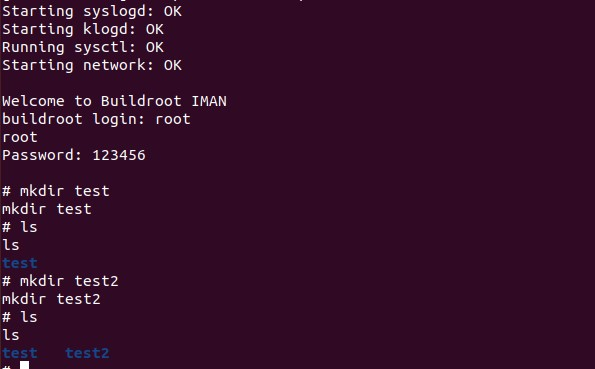 Starting syslogd: OK
Starting klogd: OK
Running sysctl: OK
Starting network: OK
Welcome to Buildroot IMAN
buildroot login: root
root
Password: 123456
# mkdir test
mkdir test
# ls
ls
test
# mkdir test2
mkdir test2
# ls
ls
test test2
#